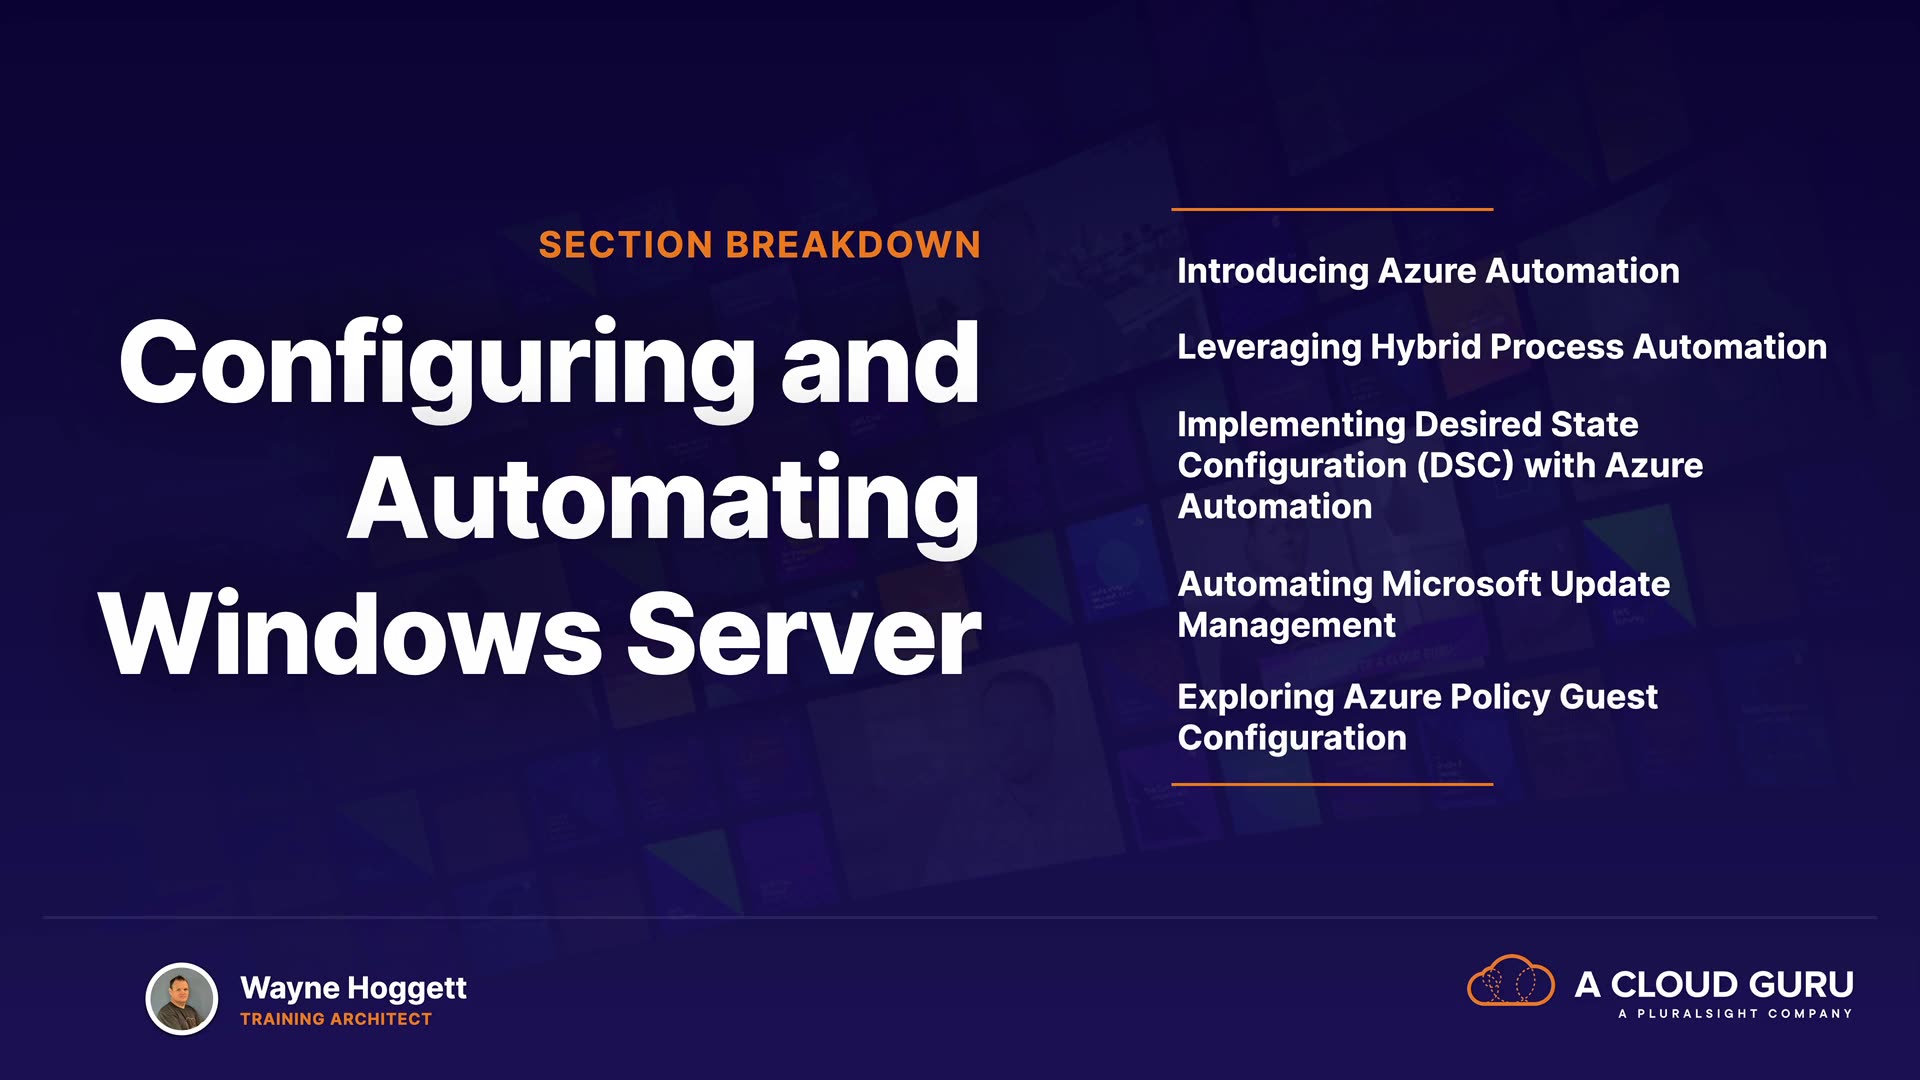 SECTION BREAKDOWN
Configuring and
Automating
Windows Server
Introducing Azure Automation
Leveraging Hybrid Process Automation
Implementing Desired State
Configuration (DSC) with Azure
Automation
Automating Microsoft Update
Management
Exploring Azure Policy Guest
Configuration
Wayne Hoggett
TRAINING ARCHITECT
A CLOUD GURU
A PLURALSIGHT COMPANY